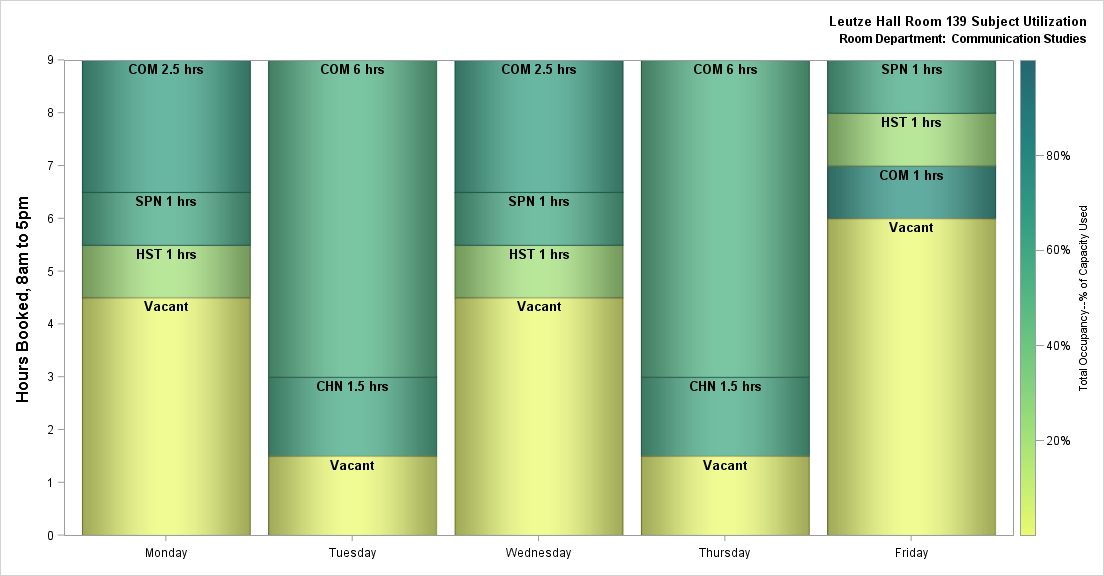 Leutze Hall Room 139 Subject Utilization
Room Department: Communication Studies
Hours Booked, 8am to 5pm
9
8
7
6
5
4
3
2
1
0
COM 2.5 hrs
SPN 1 hrs
HST 1 hrs
Vacant
COM 6 hrs
CHN 1.5 hrs
Vacant
COM 2.5 hrs
SPN 1 hrs
HST 1 hrs
Vacant
COM 6 hrs
CHN 1.5 hrs
Vacant
SPN 1 hrs
HST 1 hrs
COM 1 hrs
Vacant
Monday
Tuesday
Wednesday
Thursday
Friday
80%
60%
40%
20%
Total Occupancy--% of Capacity Used